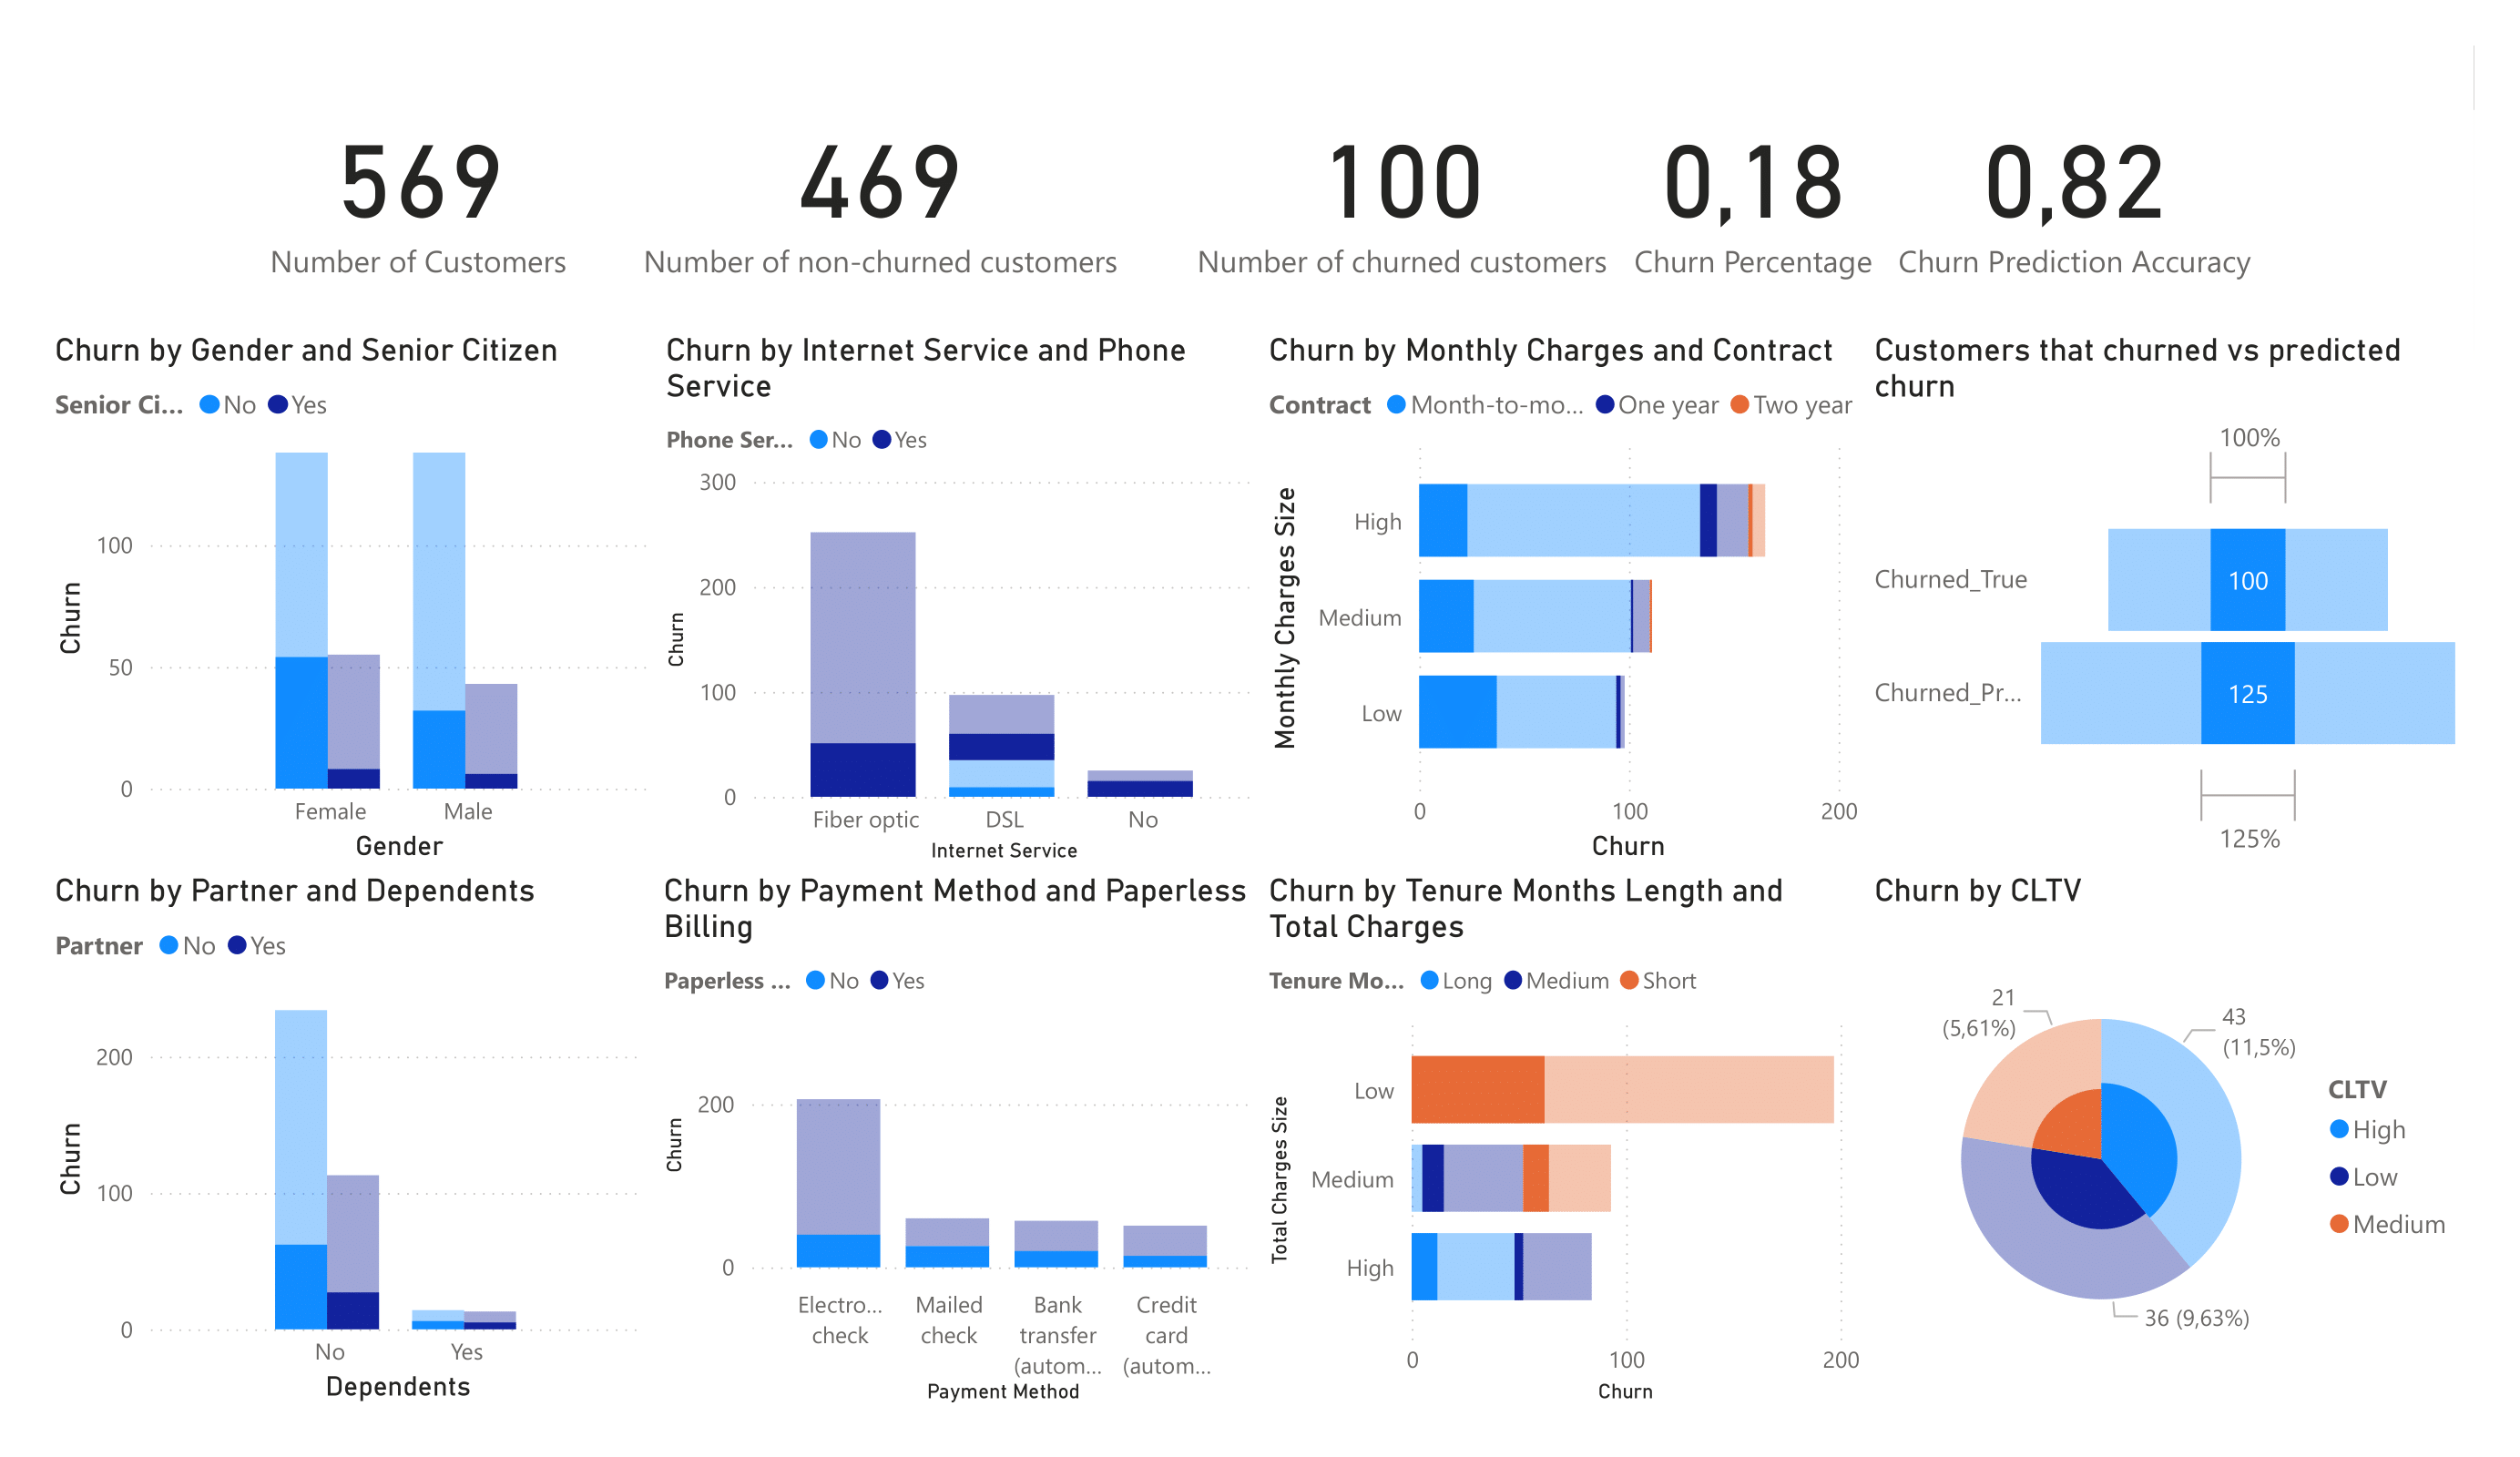 569
Number of Customers
469
Number of non-churned customers
100
Number of churned customers
0,18
Churn Percentage
0,82
Churn Prediction Accuracy
Churn by Gender and Senior Citizen
Senior Ci... No Yes
100
50
0
Churn
Female Male
Gender
Churn by Internet Service and Phone
Service
Phone Ser... No Yes
300
200
100
0
Churn
Fiber optic DSL No
Internet Service
Churn by Monthly Charges and Contract
Contract Month-to-mo... One year Two year
Monthly Charges Size
High
Medium
Low
0 100 200
Churn
Customers that churned vs predicted
churn
100%
Churned_True 100
Churned_Pr... 125
125%
Churn by Partner and Dependents
Partner No Yes
200
100
0
Churn
No Yes
Dependents
Churn by Payment Method and Paperless
Billing
Paperless ... No Yes
200
0
Churn
Electro... check
Mailed check
Bank transfer (autom...
Credit card (autom...
Payment Method
Churn by Tenure Months Length and
Total Charges
Tenure Mo... Long Medium Short
Total Charges Size
Low
Medium
High
0 100 200
Churn
Churn by CLTV
21
(5,61%)
43
(11,5%)
36 (9,63%)
CLTV
High
Low
Medium